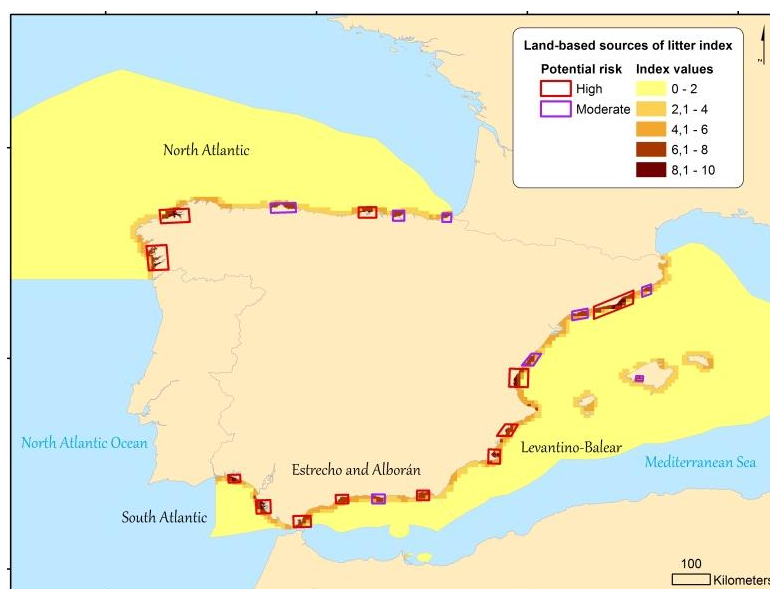 Land-based sources of litter index
Potential risk
High
Moderate
Index values
0 - 2
2,1 - 4
4,1 - 6
6,1 - 8
8,1 - 10
z
North Atlantic
North Atlantic Ocean
Estrecho and Alborán
Levantino-Balear
Mediterranean Sea
South Atlantic
100
Kilometers